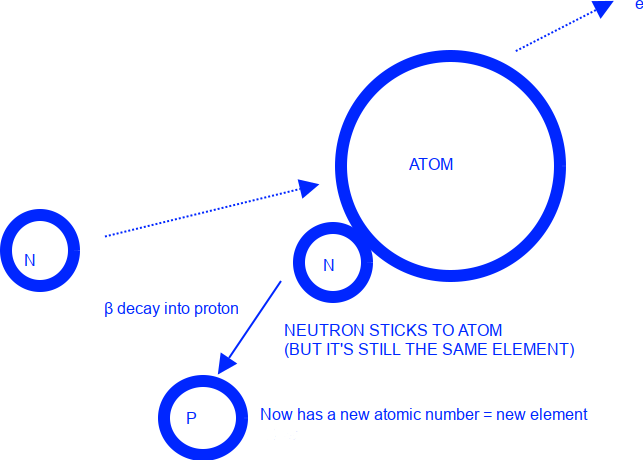 e
ATOM
N
N
β decay into proton
NEUTRON STICKS TO ATOM
(BUT IT'S STILL THE SAME ELEMENT)
P
Now has a new atomic number = new element